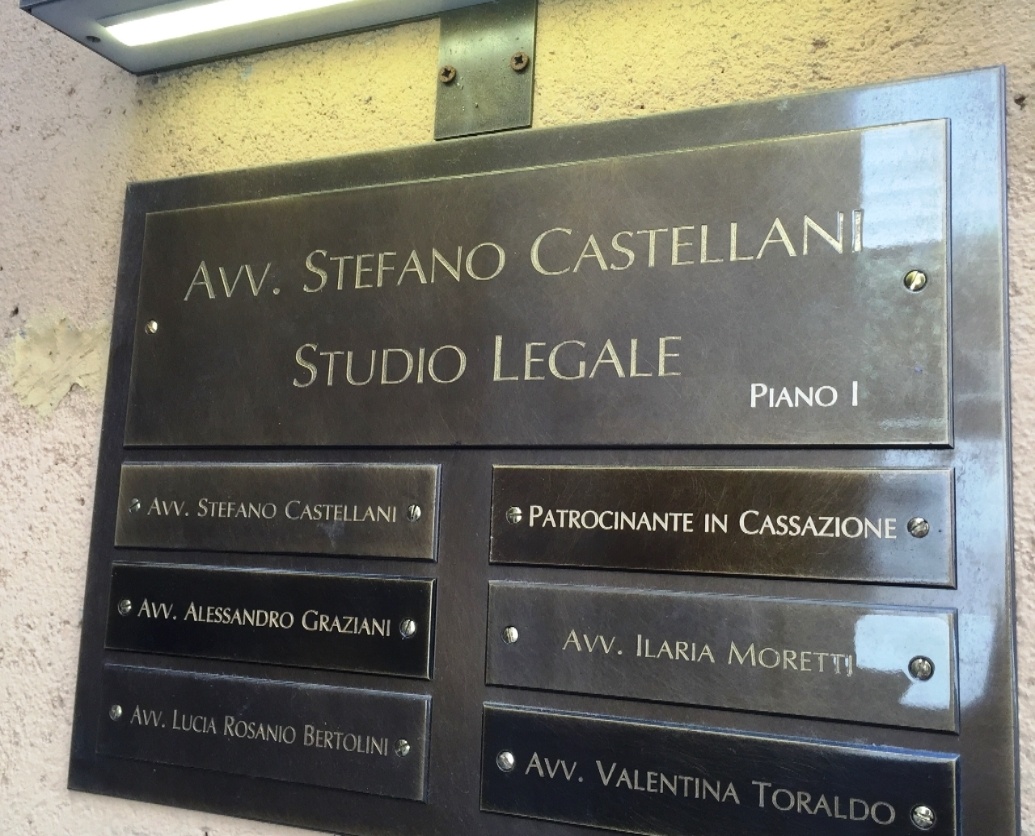 AVV. STEFANO CASTELLANI
STUDIO LEGALE
PIANO I
AVV. STEFANO CASTELLANI
PATROCINANTE IN CASSAZIONE
AVV. ALESSANDRO GRAZIANI
AVV. ILARIA MORETTI
AVV. LUCIA ROSANIO BERTOLINI
AVV. VALENTINA TORALDO